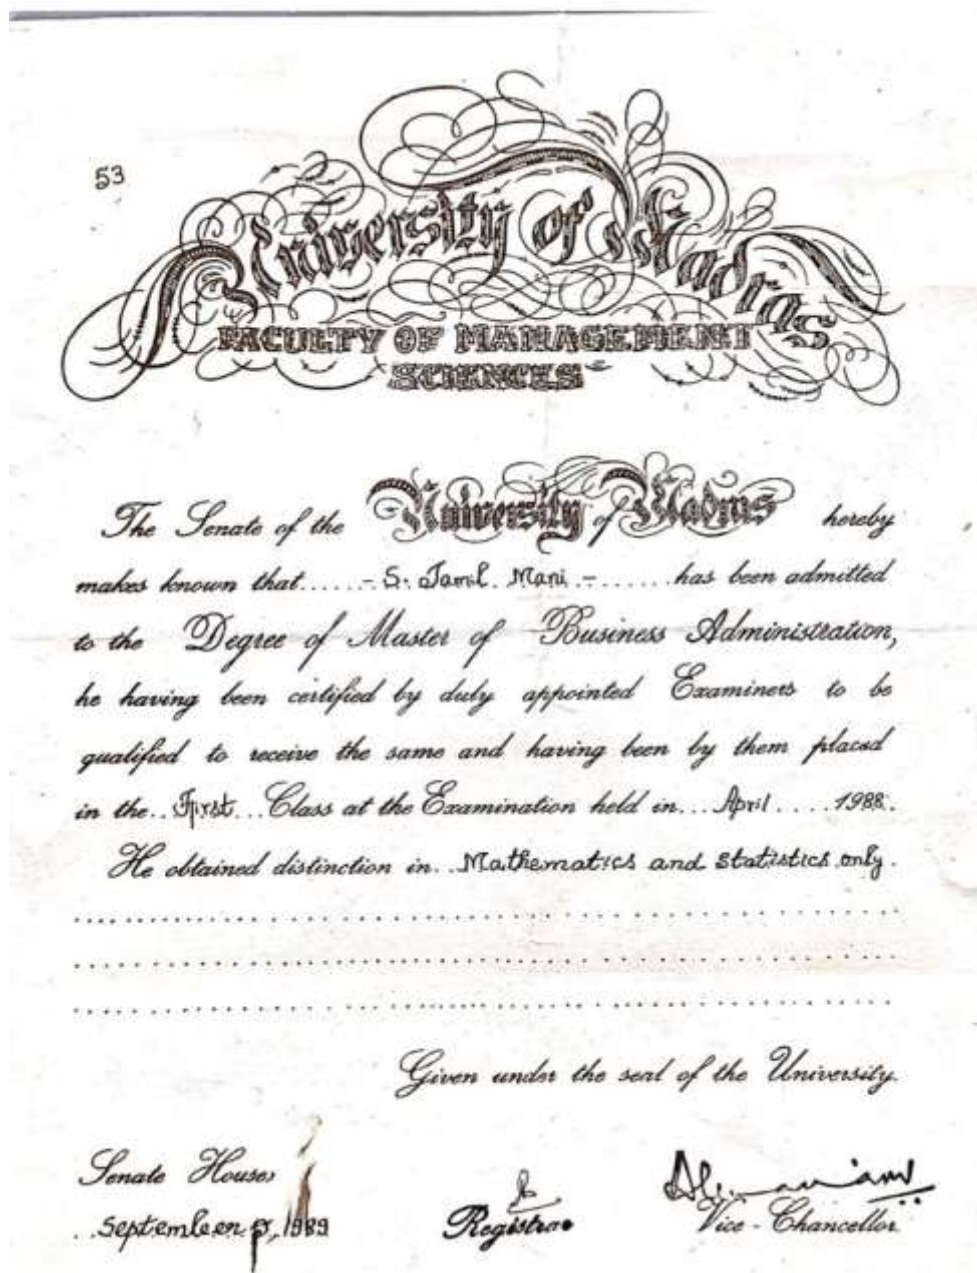 53
University of Madras
FACULTY OF MANAGEMENT
SCIENCES
The Senate of the University of Madras hereby
makes known that......- S. Tamil Mani -......has been admitted
to the Degree of Master of Business Administration,
he having been certified by duly appointed Examiners to be
qualified to receive the same and having been by them placed
in the..First...Class at the Examination held in...April.....1988.
He obtained distinction in..Mathematics and Statistics only.
Given under the seal of the University.
Senate House,
September 1989
Registrar
Vice-Chancellor